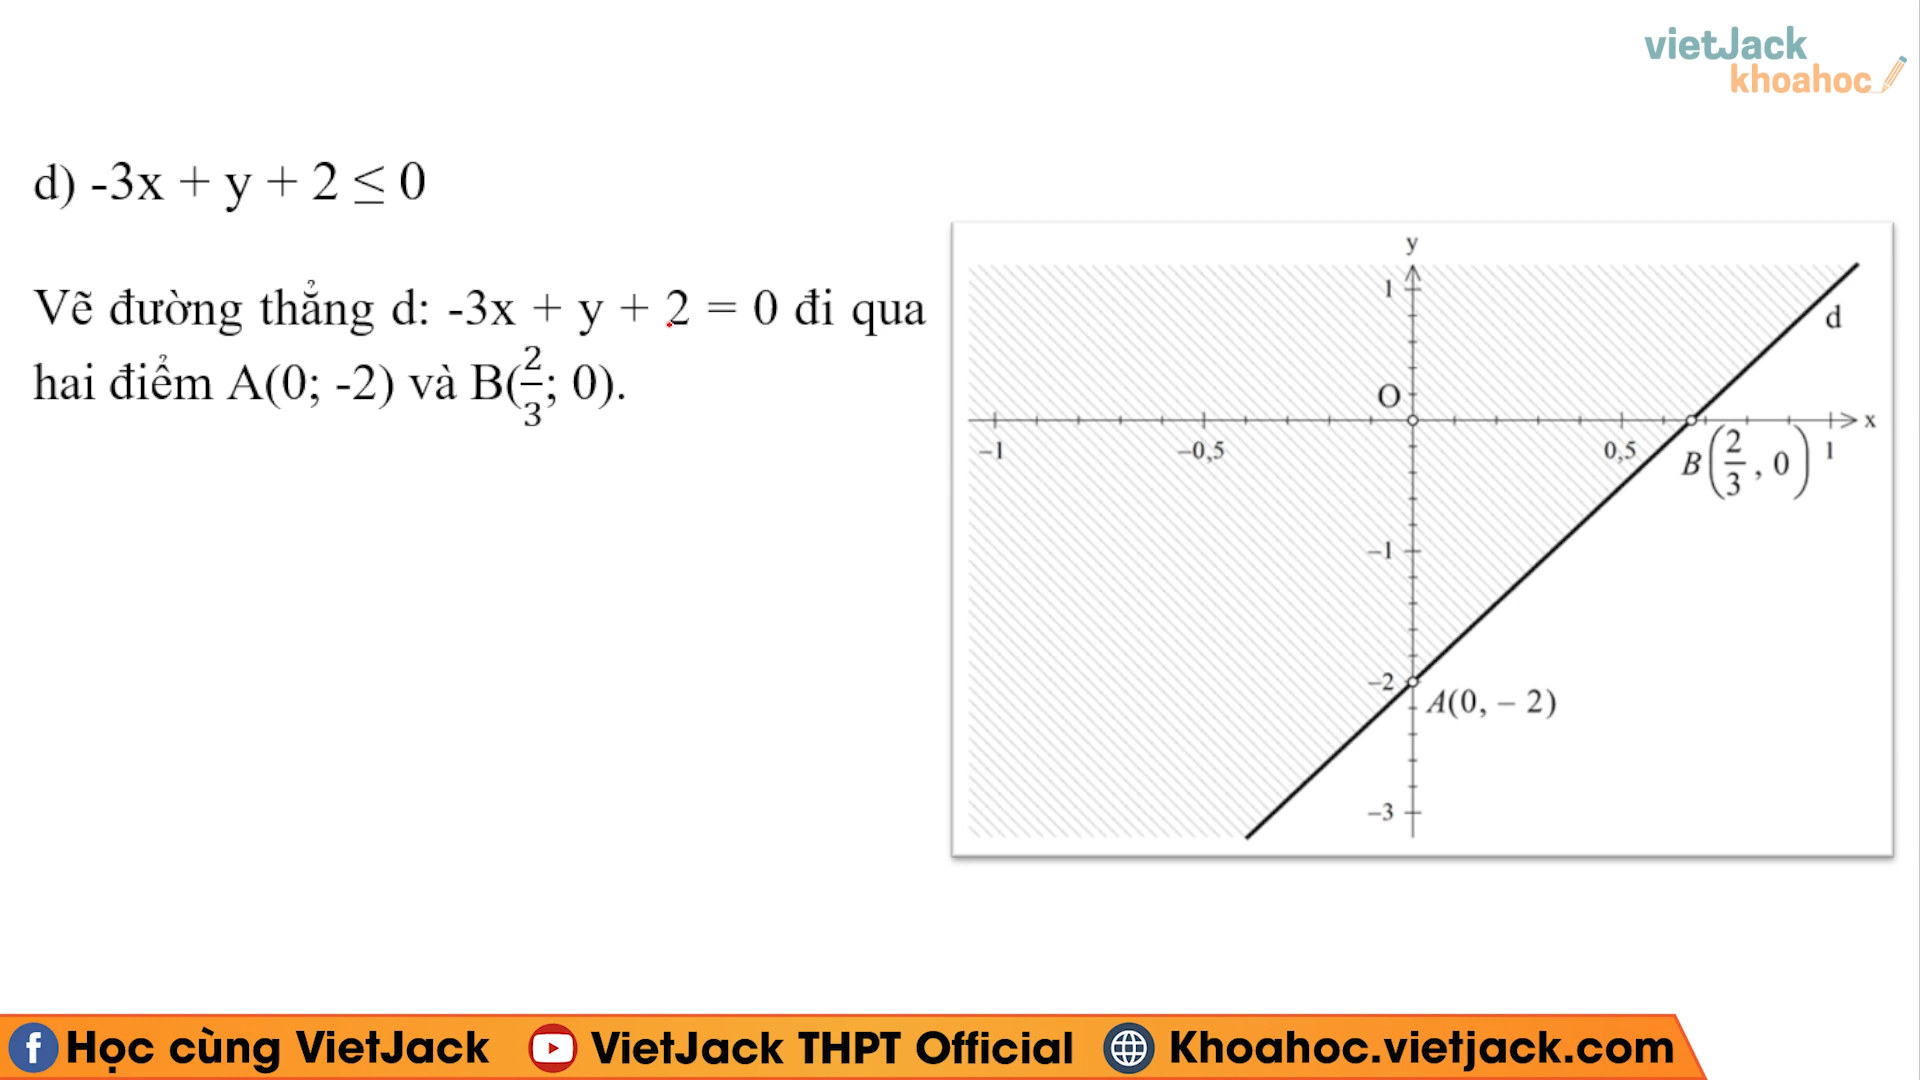 vietJack
khoahoc
d) -3x + y + 2 ≤ 0
Vẽ đường thẳng d: -3x + y + 2 = 0 đi qua
hai điểm A(0; -2) và B(2/3; 0).
y
1
d
O
x
-1
-0,5
0,5
B(2/3, 0)
1
-1
-2
A(0, - 2)
-3
Học cùng VietJack
VietJack THPT Official
Khoahoc.vietjack.com